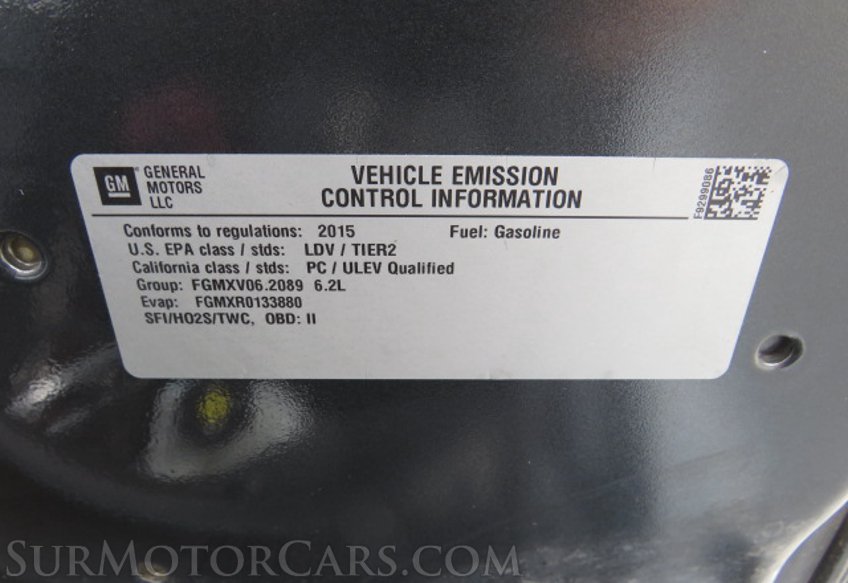 GM
GENERAL
MOTORS
LLC
VEHICLE EMISSION
CONTROL INFORMATION
F9299086
Conforms to regulations: 2015 Fuel: Gasoline
U.S. EPA class / stds: LDV / TIER2
California class / stds: PC / ULEV Qualified
Group: FGMXV06.2089 6.2L
Evap: FGMXR0133880
SFI/HO2S/TWC, OBD: II
SurMotorCars.com